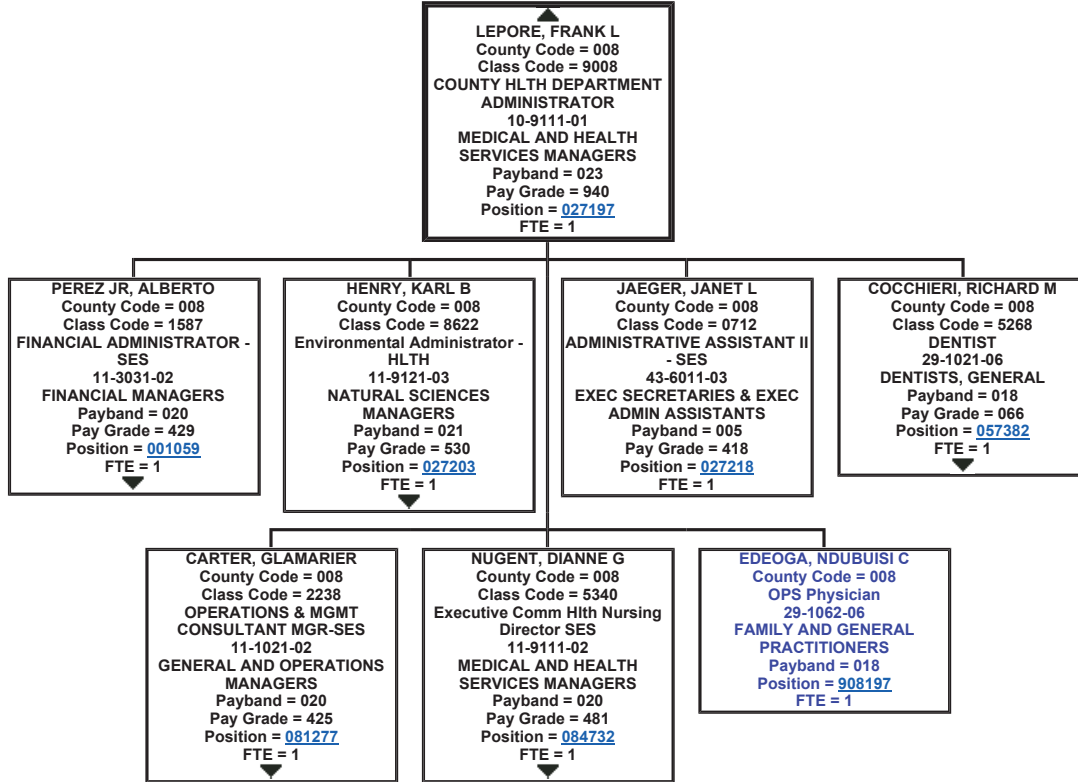 LEPORE, FRANK L
County Code = 008
Class Code = 9008
COUNTY HLTH DEPARTMENT
ADMINISTRATOR
10-9111-01
MEDICAL AND HEALTH
SERVICES MANAGERS
Payband = 023
Pay Grade = 940
Position = 027197
FTE = 1
PEREZ JR, ALBERTO
County Code = 008
Class Code = 1587
FINANCIAL ADMINISTRATOR -
SES
11-3031-02
FINANCIAL MANAGERS
Payband = 020
Pay Grade = 429
Position = 001059
FTE = 1
HENRY, KARL B
County Code = 008
Class Code = 8622
Environmental Administrator -
HLTH
11-9121-03
NATURAL SCIENCES
MANAGERS
Payband = 021
Pay Grade = 530
Position = 027203
FTE = 1
JAEGER, JANET L
County Code = 008
Class Code = 0712
ADMINISTRATIVE ASSISTANT II
- SES
43-6011-03
EXEC SECRETARIES & EXEC
ADMIN ASSISTANTS
Payband = 005
Pay Grade = 418
Position = 027218
FTE = 1
COCCHIERI, RICHARD M
County Code = 008
Class Code = 5268
DENTIST
29-1021-06
DENTISTS, GENERAL
Payband = 018
Pay Grade = 066
Position = 057382
FTE = 1
CARTER, GLAMARIER
County Code = 008
Class Code = 2238
OPERATIONS & MGMT
CONSULTANT MGR-SES
11-1021-02
GENERAL AND OPERATIONS
MANAGERS
Payband = 020
Pay Grade = 425
Position = 081277
FTE = 1
NUGENT, DIANNE G
County Code = 008
Class Code = 5340
Executive Comm Hlth Nursing
Director SES
11-9111-02
MEDICAL AND HEALTH
SERVICES MANAGERS
Payband = 020
Pay Grade = 481
Position = 084732
FTE = 1
EDEOGA, NDUBUISI C
County Code = 008
OPS Physician
29-1062-06
FAMILY AND GENERAL
PRACTITIONERS
Payband = 018
Position = 908197
FTE = 1